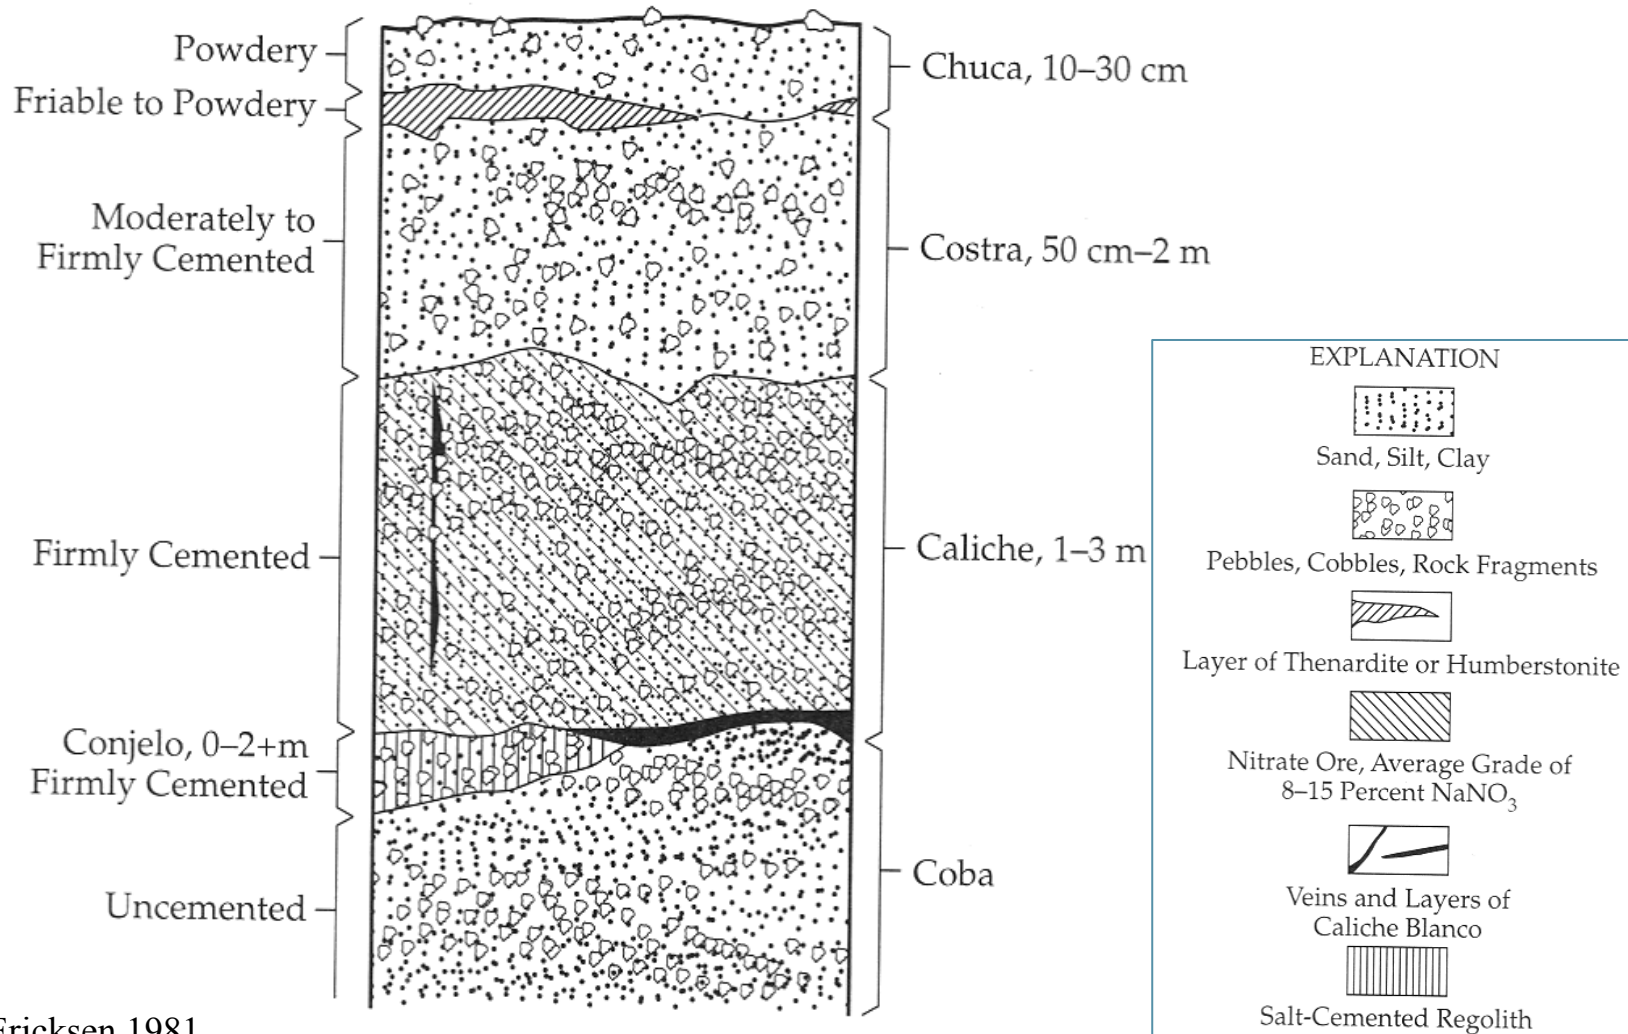 Powdery
Friable to Powdery
Moderately to
Firmly Cemented
Firmly Cemented
Conjelo, 0–2+m
Firmly Cemented
Uncemented
Chuca, 10–30 cm
Costra, 50 cm–2 m
Caliche, 1–3 m
Coba
EXPLANATION
Sand, Silt, Clay
Pebbles, Cobbles, Rock Fragments
Layer of Thenardite or Humberstonite
Nitrate Ore, Average Grade of
8–15 Percent NaNO₃
Veins and Layers of
Caliche Blanco
Salt-Cemented Regolith
Ericksen 1981